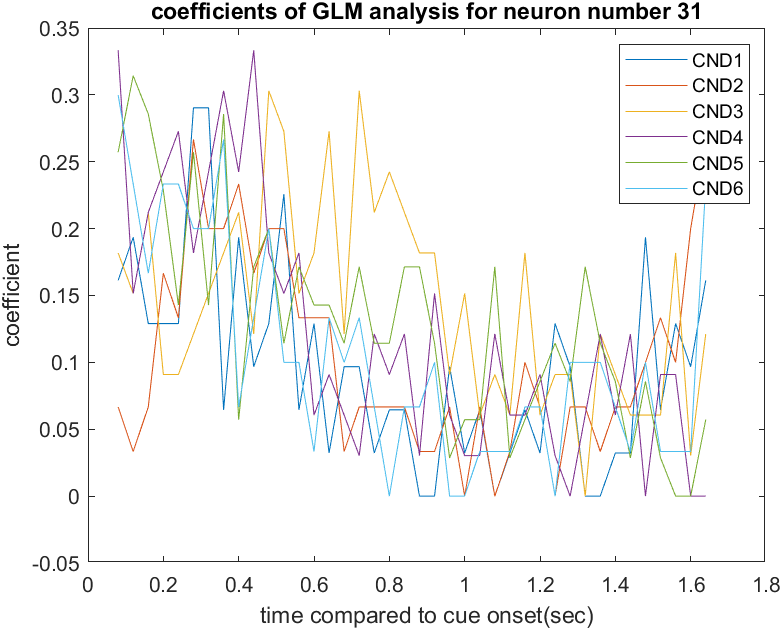 coefficients of GLM analysis for neuron number 31
0.35
0.3
0.25
0.2
0.15
0.1
0.05
0
-0.05
coefficient
CND1
CND2
CND3
CND4
CND5
CND6
0 0.2 0.4 0.6 0.8 1 1.2 1.4 1.6 1.8
time compared to cue onset(sec)